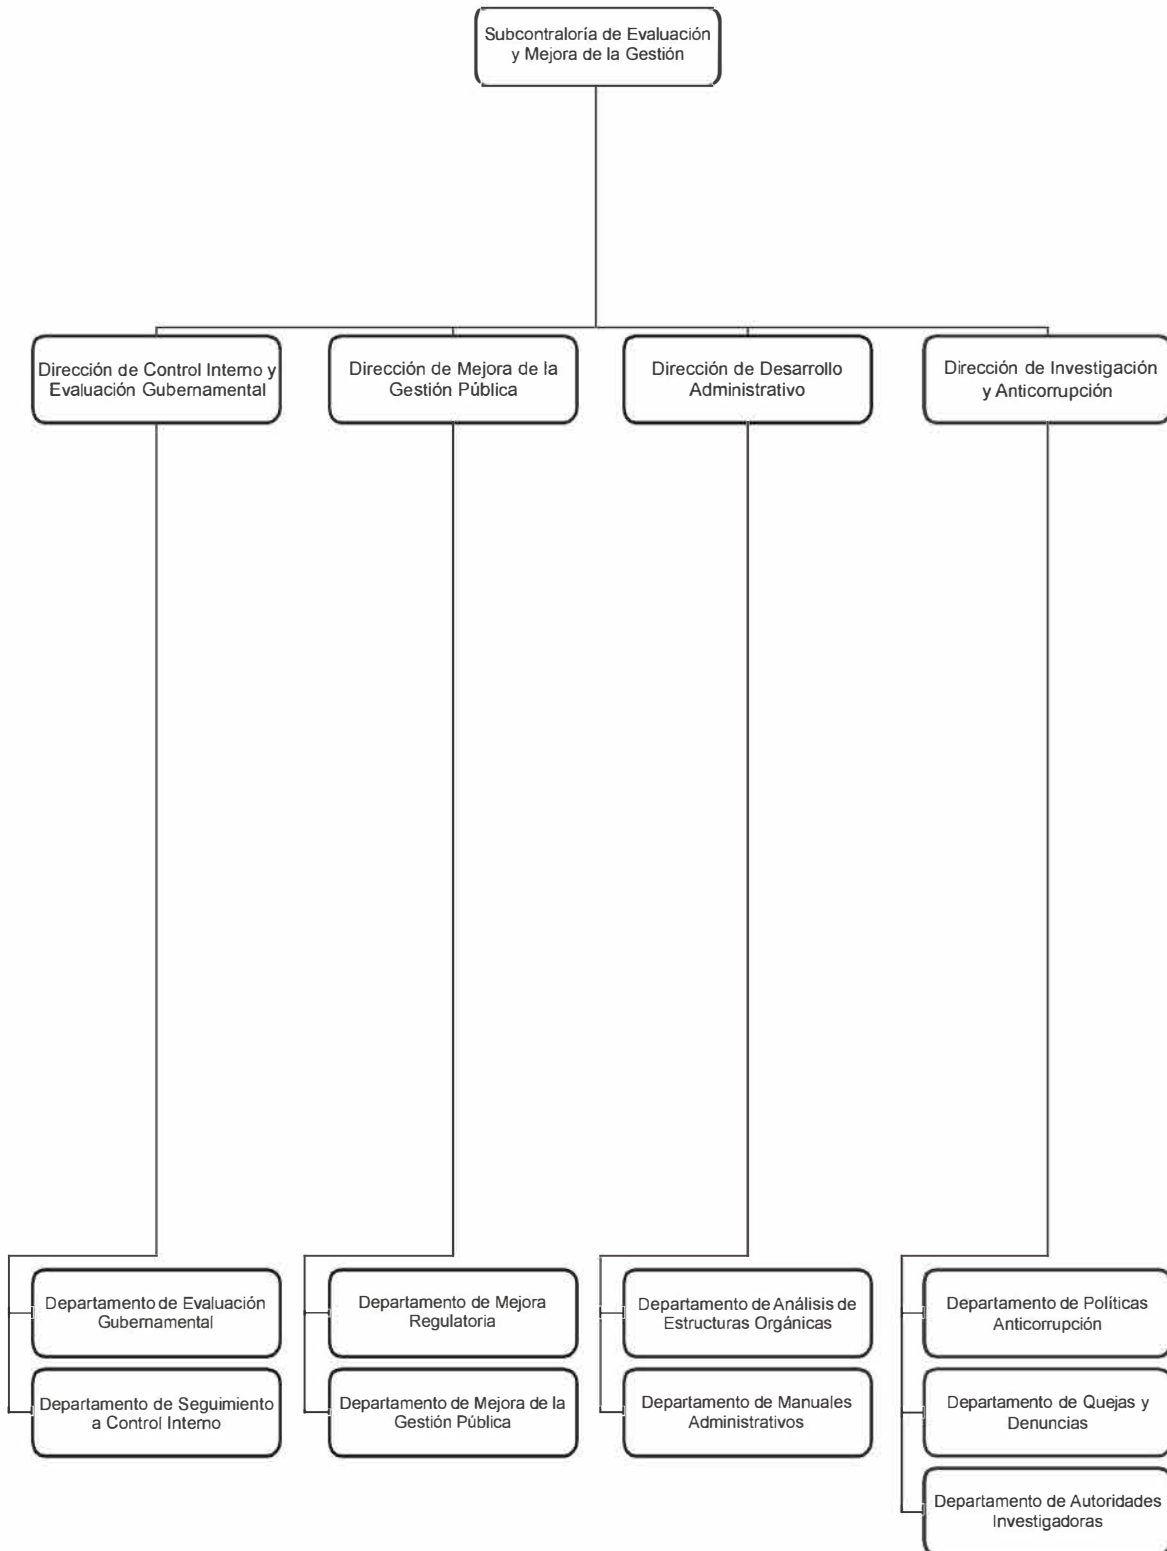 Subcontraloría de Evaluación
y Mejora de la Gestión
Dirección de Control Interno y
Evaluación Gubernamental
Dirección de Mejora de la
Gestión Pública
Dirección de Desarrollo
Administrativo
Dirección de Investigación
y Anticorrupción
Departamento de Evaluación
Gubernamental
Departamento de Seguimiento
a Control Interno
Departamento de Mejora
Regulatoria
Departamento de Mejora de la
Gestión Pública
Departamento de Análisis de
Estructuras Orgánicas
Departamento de Manuales
Administrativos
Departamento de Políticas
Anticorrupción
Departamento de Quejas y
Denuncias
Departamento de Autoridades
Investigadoras